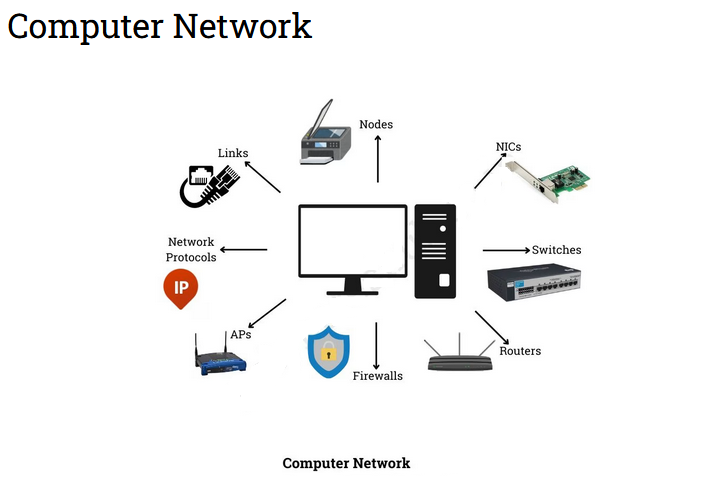 Computer Network
Nodes
NICs
Links
Network
Protocols
Switches
IP
APs
Routers
Firewalls
Computer Network